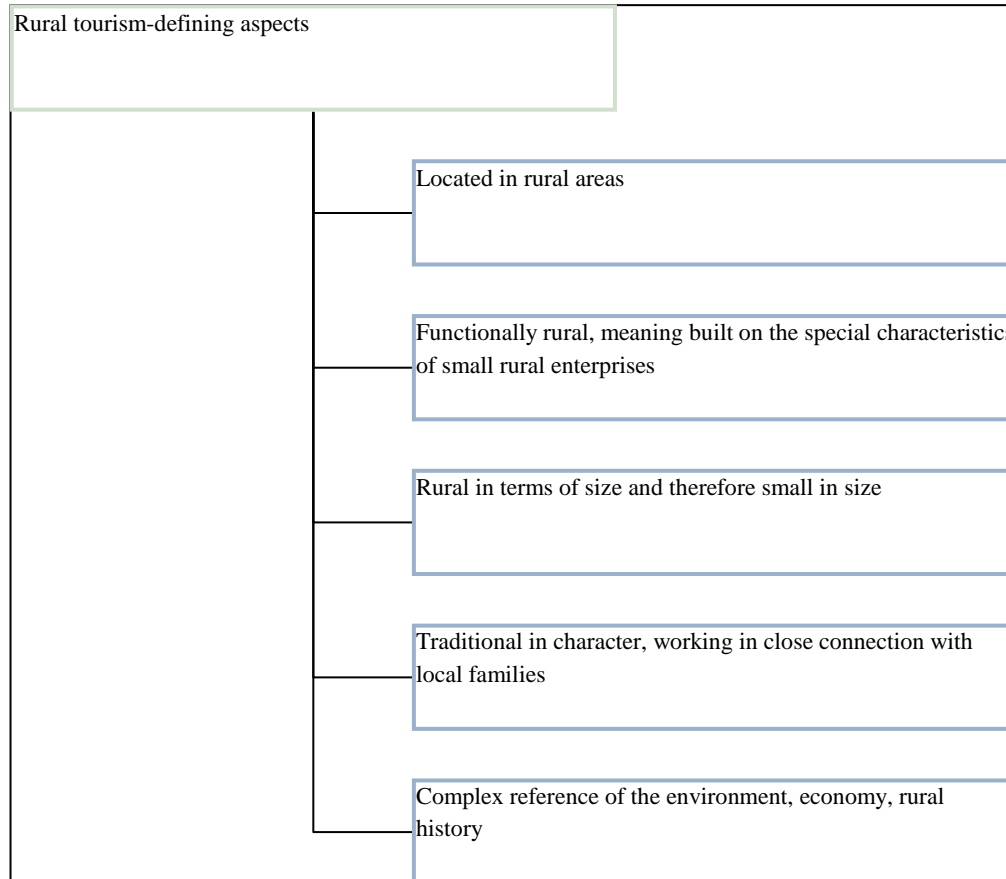 Rural tourism-defining aspects
Located in rural areas
Functionally rural, meaning built on the special characteristics
of small rural enterprises
Rural in terms of size and therefore small in size
Traditional in character, working in close connection with
local families
Complex reference of the environment, economy, rural
history